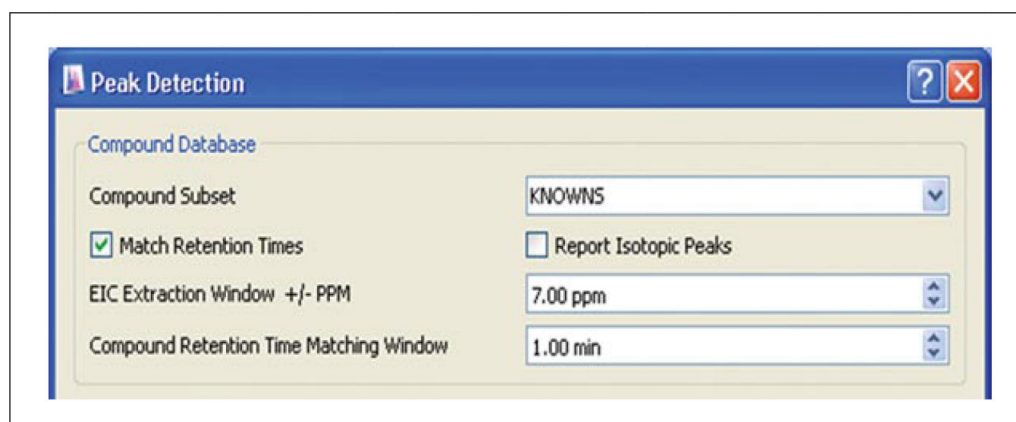 Peak Detection
Compound Database
Compound Subset KNOWNS
Match Retention Times Report Isotopic Peaks
EIC Extraction Window +/- PPM 7.00 ppm
Compound Retention Time Matching Window 1.00 min